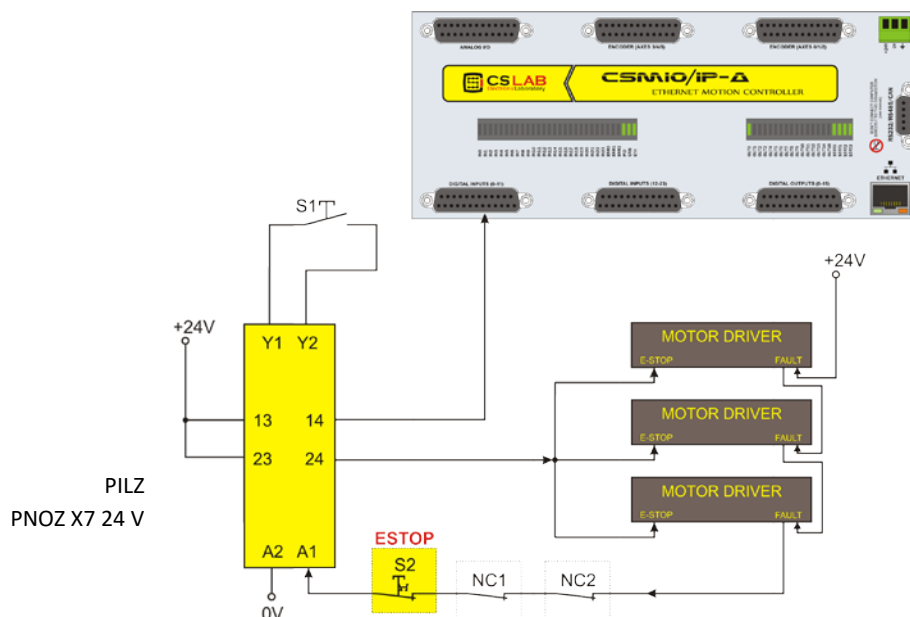 ANALOG I/O
ENCODER (AXES 3/4/5)
ENCODER (AXES 0/1/2)
CSLAB
CSMiO/iP-A
ETHERNET MOTION CONTROLLER
RS232/RS485/CAN
ETHERNET
DIGITAL INPUTS (0-11)
DIGITAL INPUTS (12-23)
DIGITAL OUTPUTS (0-15)
S1
+24V
+24V
Y1 Y2
MOTOR DRIVER
E-STOP FAULT
13 14
MOTOR DRIVER
E-STOP FAULT
23 24
PILZ
MOTOR DRIVER
PNOZ X7 24 V
E-STOP FAULT
ESTOP
A2 A1
S2
NC1
NC2
0V